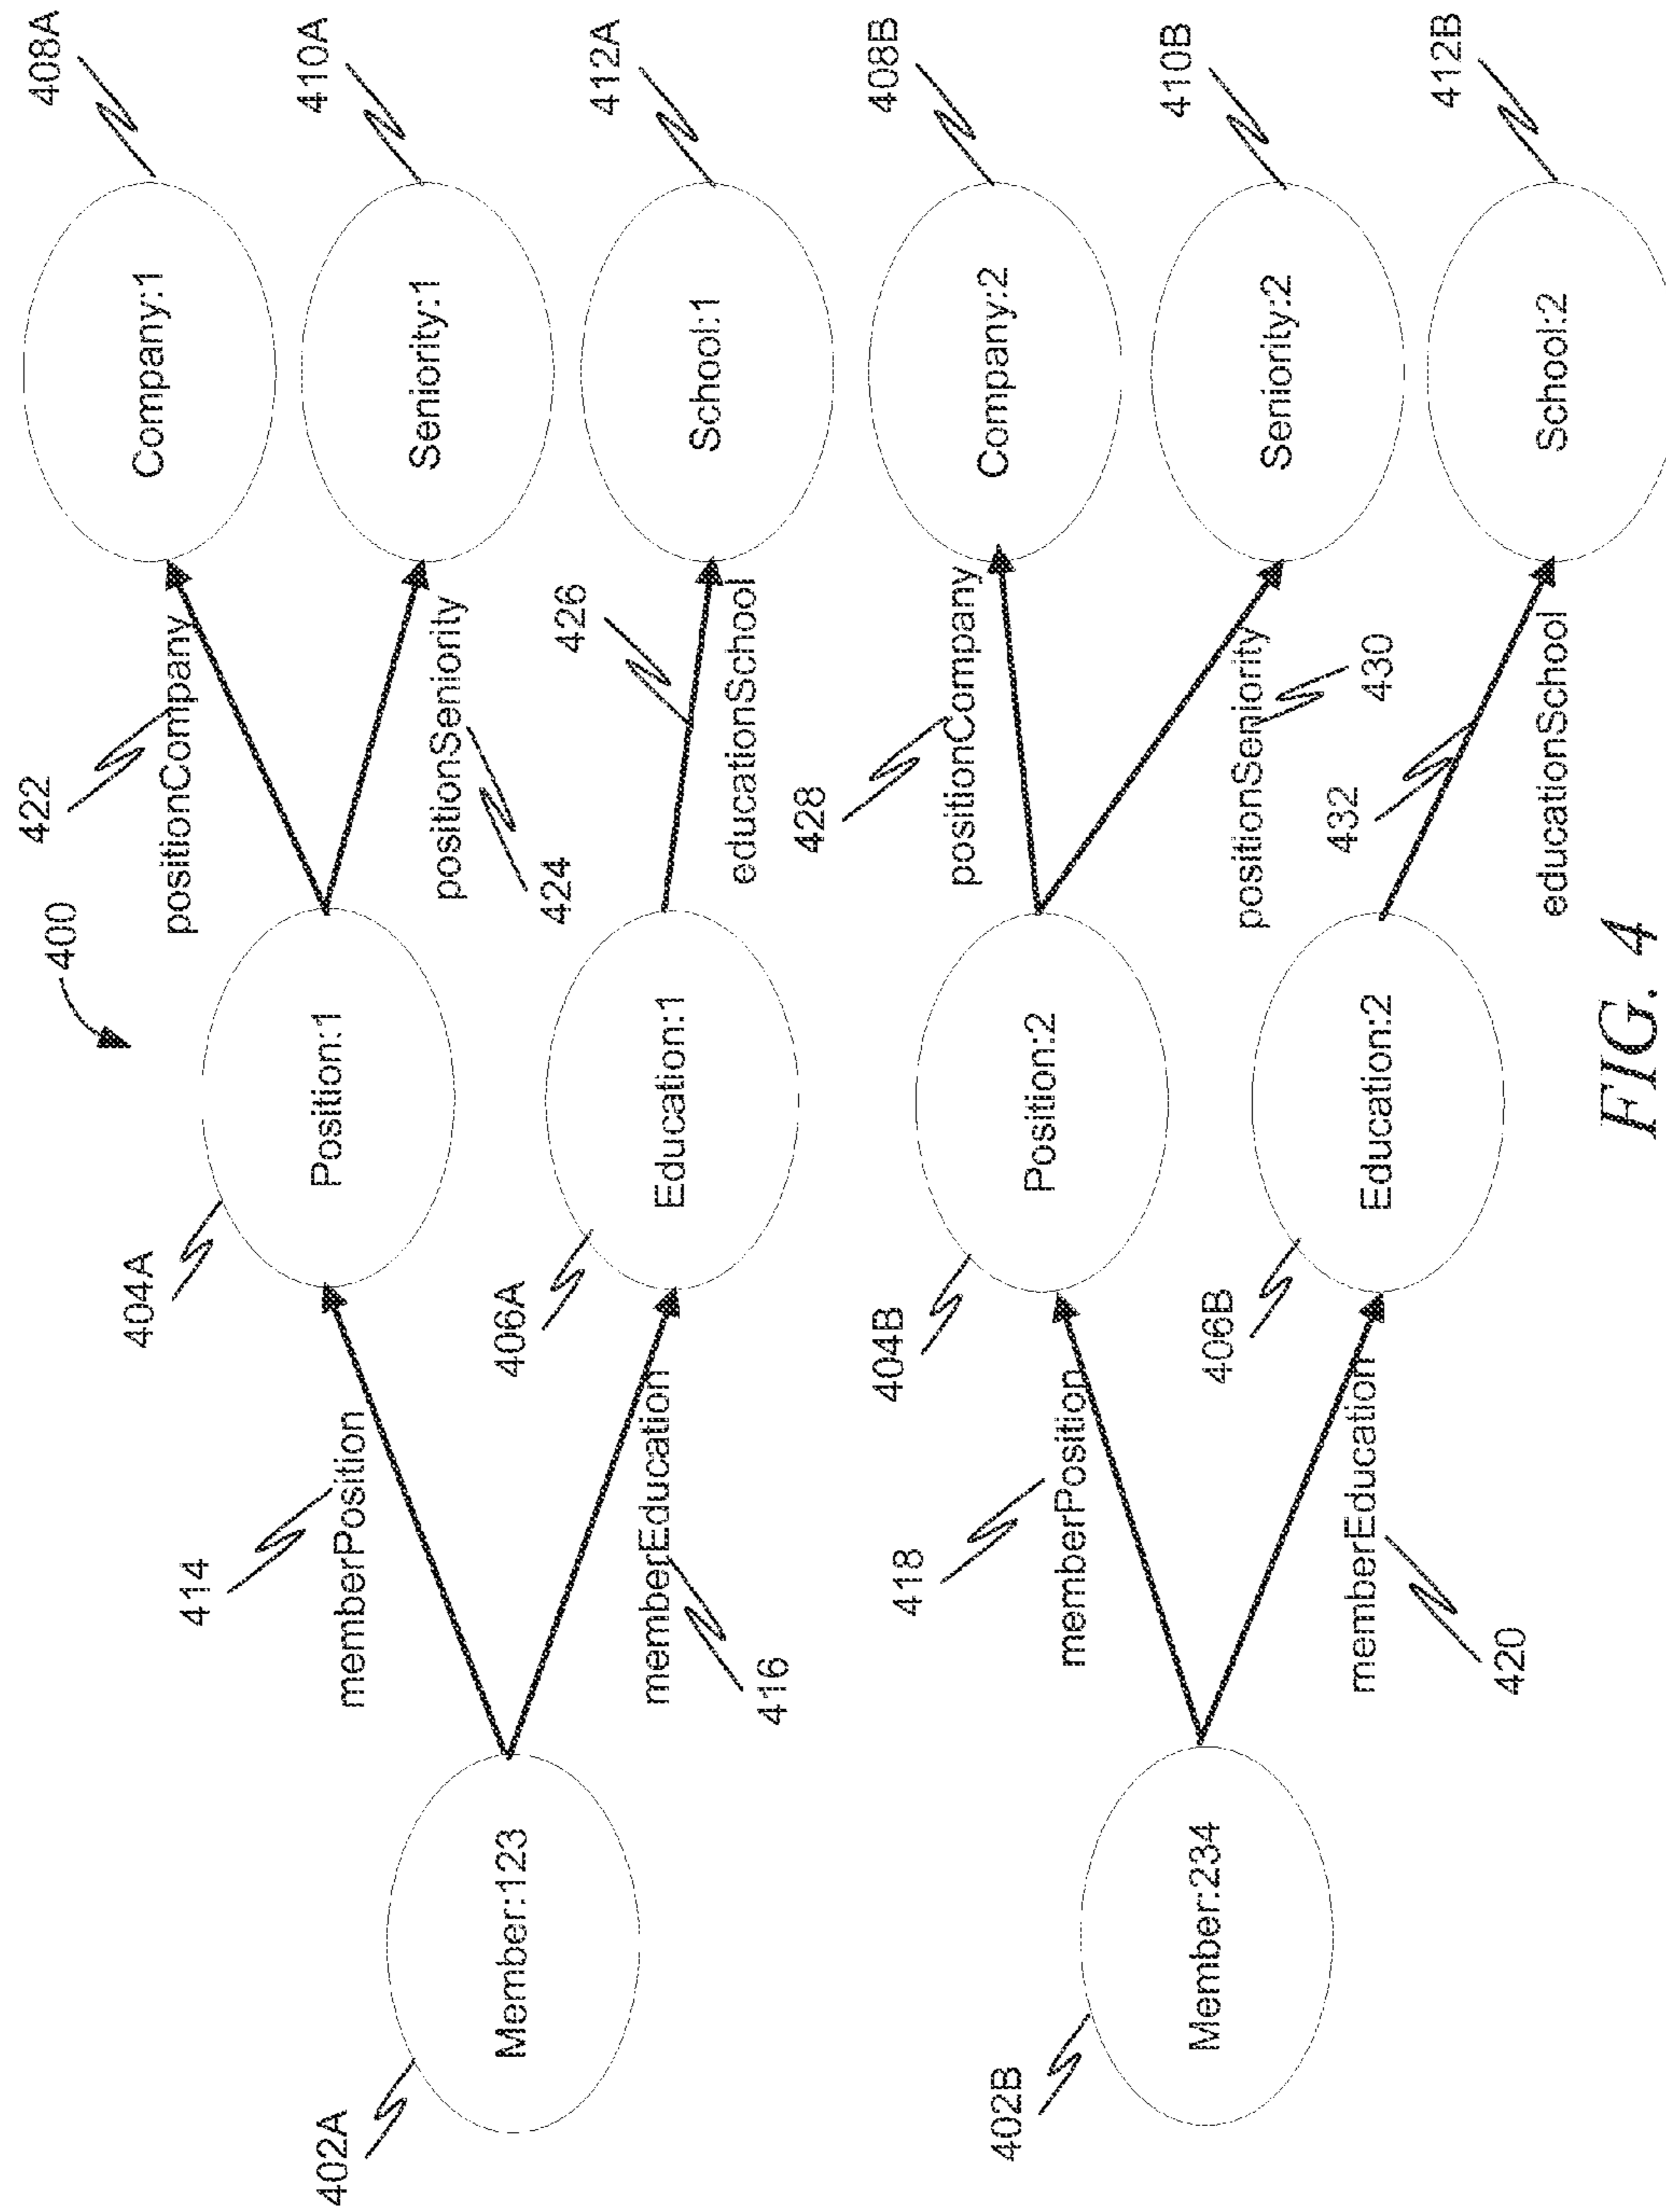 400
402A
Member:123
414
memberPosition
memberEducation
416
404A
Position:1
406A
Education:1
422
positionCompany
positionSeniority
424
426
educationSchool
408A
Company:1
410A
Seniority:1
412A
School:1
402B
Member:234
418
memberPosition
memberEducation
420
404B
Position:2
406B
Education:2
428
positionCompany
positionSeniority
430
432
educationSchool
408B
Company:2
410B
Seniority:2
412B
School:2
FIG. 4